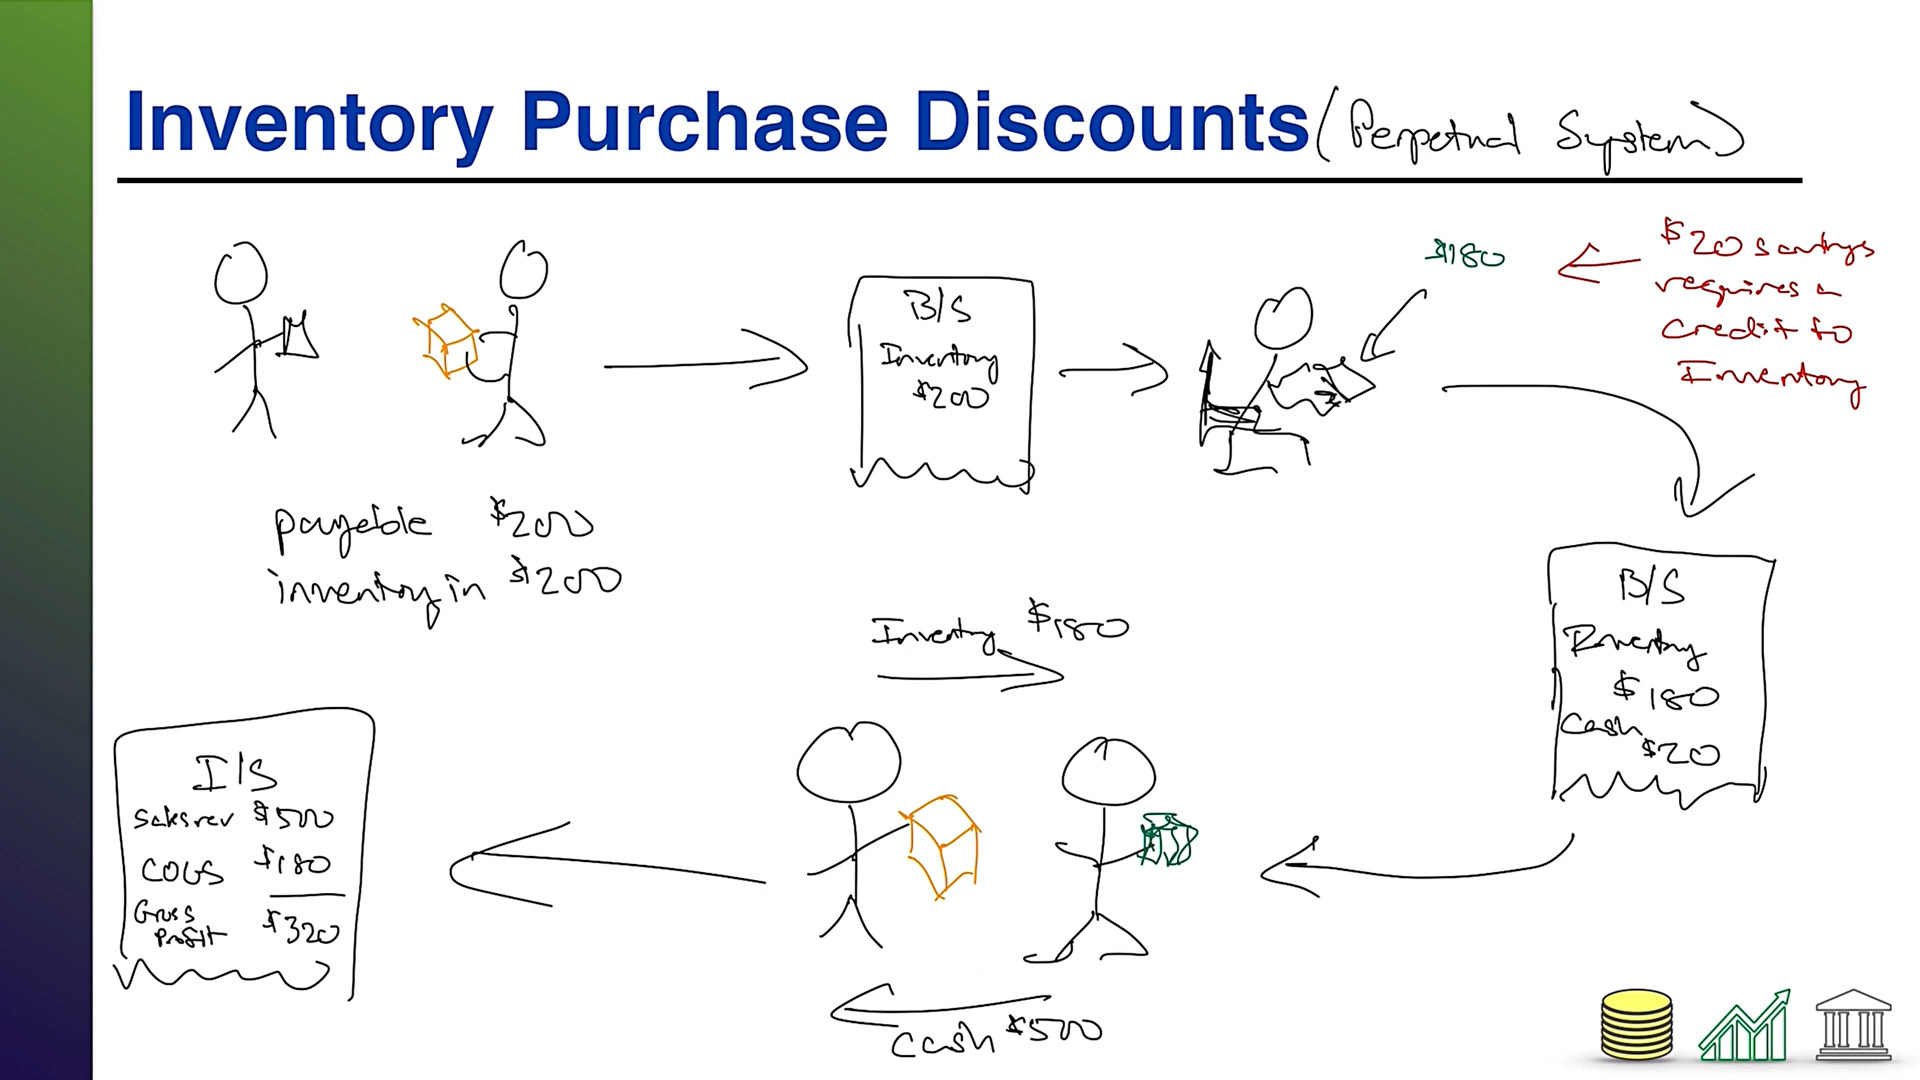 Inventory Purchase Discounts (Perpetual System)
$180
$20 savings
requires a
credit to
Inventory
B/S
Inventory
$200
payable $200
inventory in $200
Inventory $180
B/S
Inventory
$180
Cash
$20
I/S
Sales rev $500
COGS $180
Gross
Profit $320
Cash $500